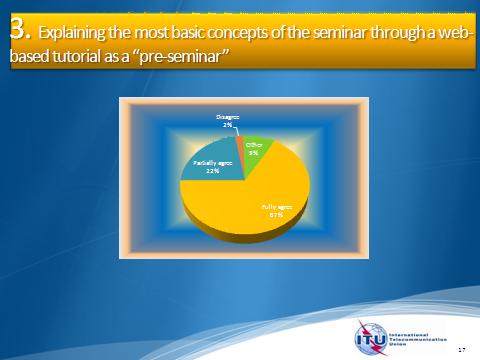 3. Explaining the most basic concepts of the seminar through a web-
based tutorial as a “pre-seminar”
Disagree
2%
Other
9%
Partially agree
22%
Fully agree
67%
International
Telecommunication
Union
ITU
17